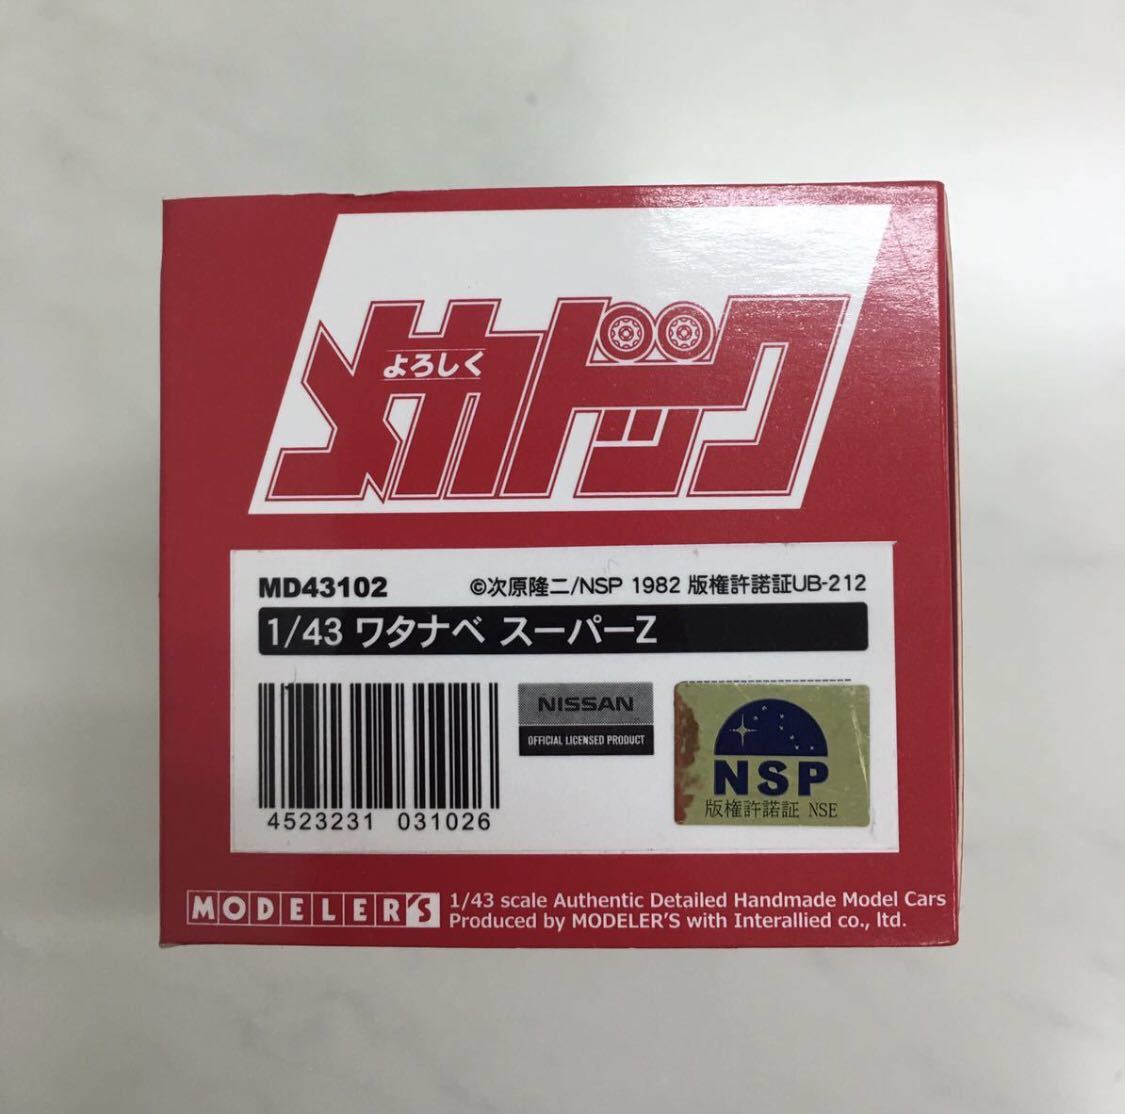 よろしく
メカドック
MD43102 ©次原隆二/NSP 1982 版権許諾証UB-212
1/43 ワタナベ スーパーZ
NISSAN
OFFICIAL LICENSED PRODUCT
NSP
版権許諾証 NSE
4523231 031026
MODELER'S
1/43 scale Authentic Detailed Handmade Model Cars
Produced by MODELER'S with Interallied co., ltd.